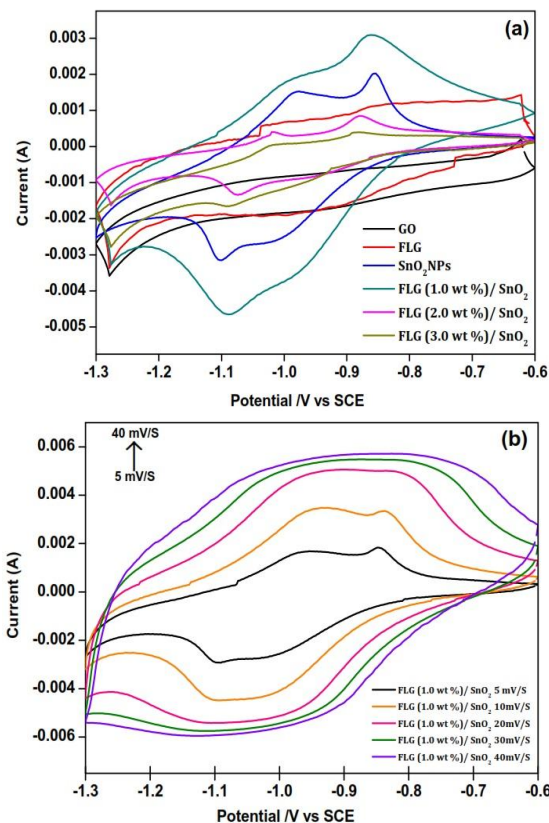 (a)
0.003
0.002
0.001
0.000
-0.001
-0.002
-0.003
-0.004
-0.005
Current (A)
GO
FLG
SnO₂NPs
FLG (1.0 wt %)/ SnO₂
FLG (2.0 wt %)/ SnO₂
FLG (3.0 wt %)/ SnO₂
-1.3 -1.2 -1.1 -1.0 -0.9 -0.8 -0.7 -0.6
Potential /V vs SCE
(b)
40 mV/S
5 mV/S
0.006
0.004
0.002
0.000
-0.002
-0.004
-0.006
Current (A)
FLG (1.0 wt %)/ SnO₂ 5 mV/S
FLG (1.0 wt %)/ SnO₂ 10mV/S
FLG (1.0 wt %)/ SnO₂ 20mV/S
FLG (1.0 wt %)/ SnO₂ 30mV/S
FLG (1.0 wt %)/ SnO₂ 40mV/S
-1.3 -1.2 -1.1 -1.0 -0.9 -0.8 -0.7 -0.6
Potential /V vs SCE